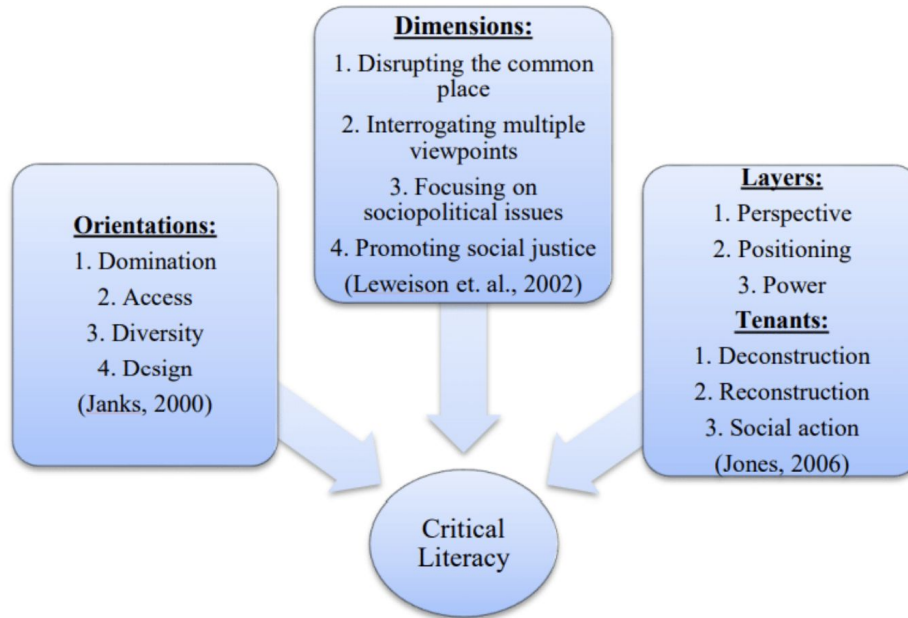 Orientations:
1. Domination
2. Access
3. Diversity
4. Design
(Janks, 2000)
Dimensions:
1. Disrupting the common
place
2. Interrogating multiple
viewpoints
3. Focusing on
sociopolitical issues
4. Promoting social justice
(Leweison et. al., 2002)
Layers:
1. Perspective
2. Positioning
3. Power
Tenants:
1. Deconstruction
2. Reconstruction
3. Social action
(Jones, 2006)
Critical
Literacy